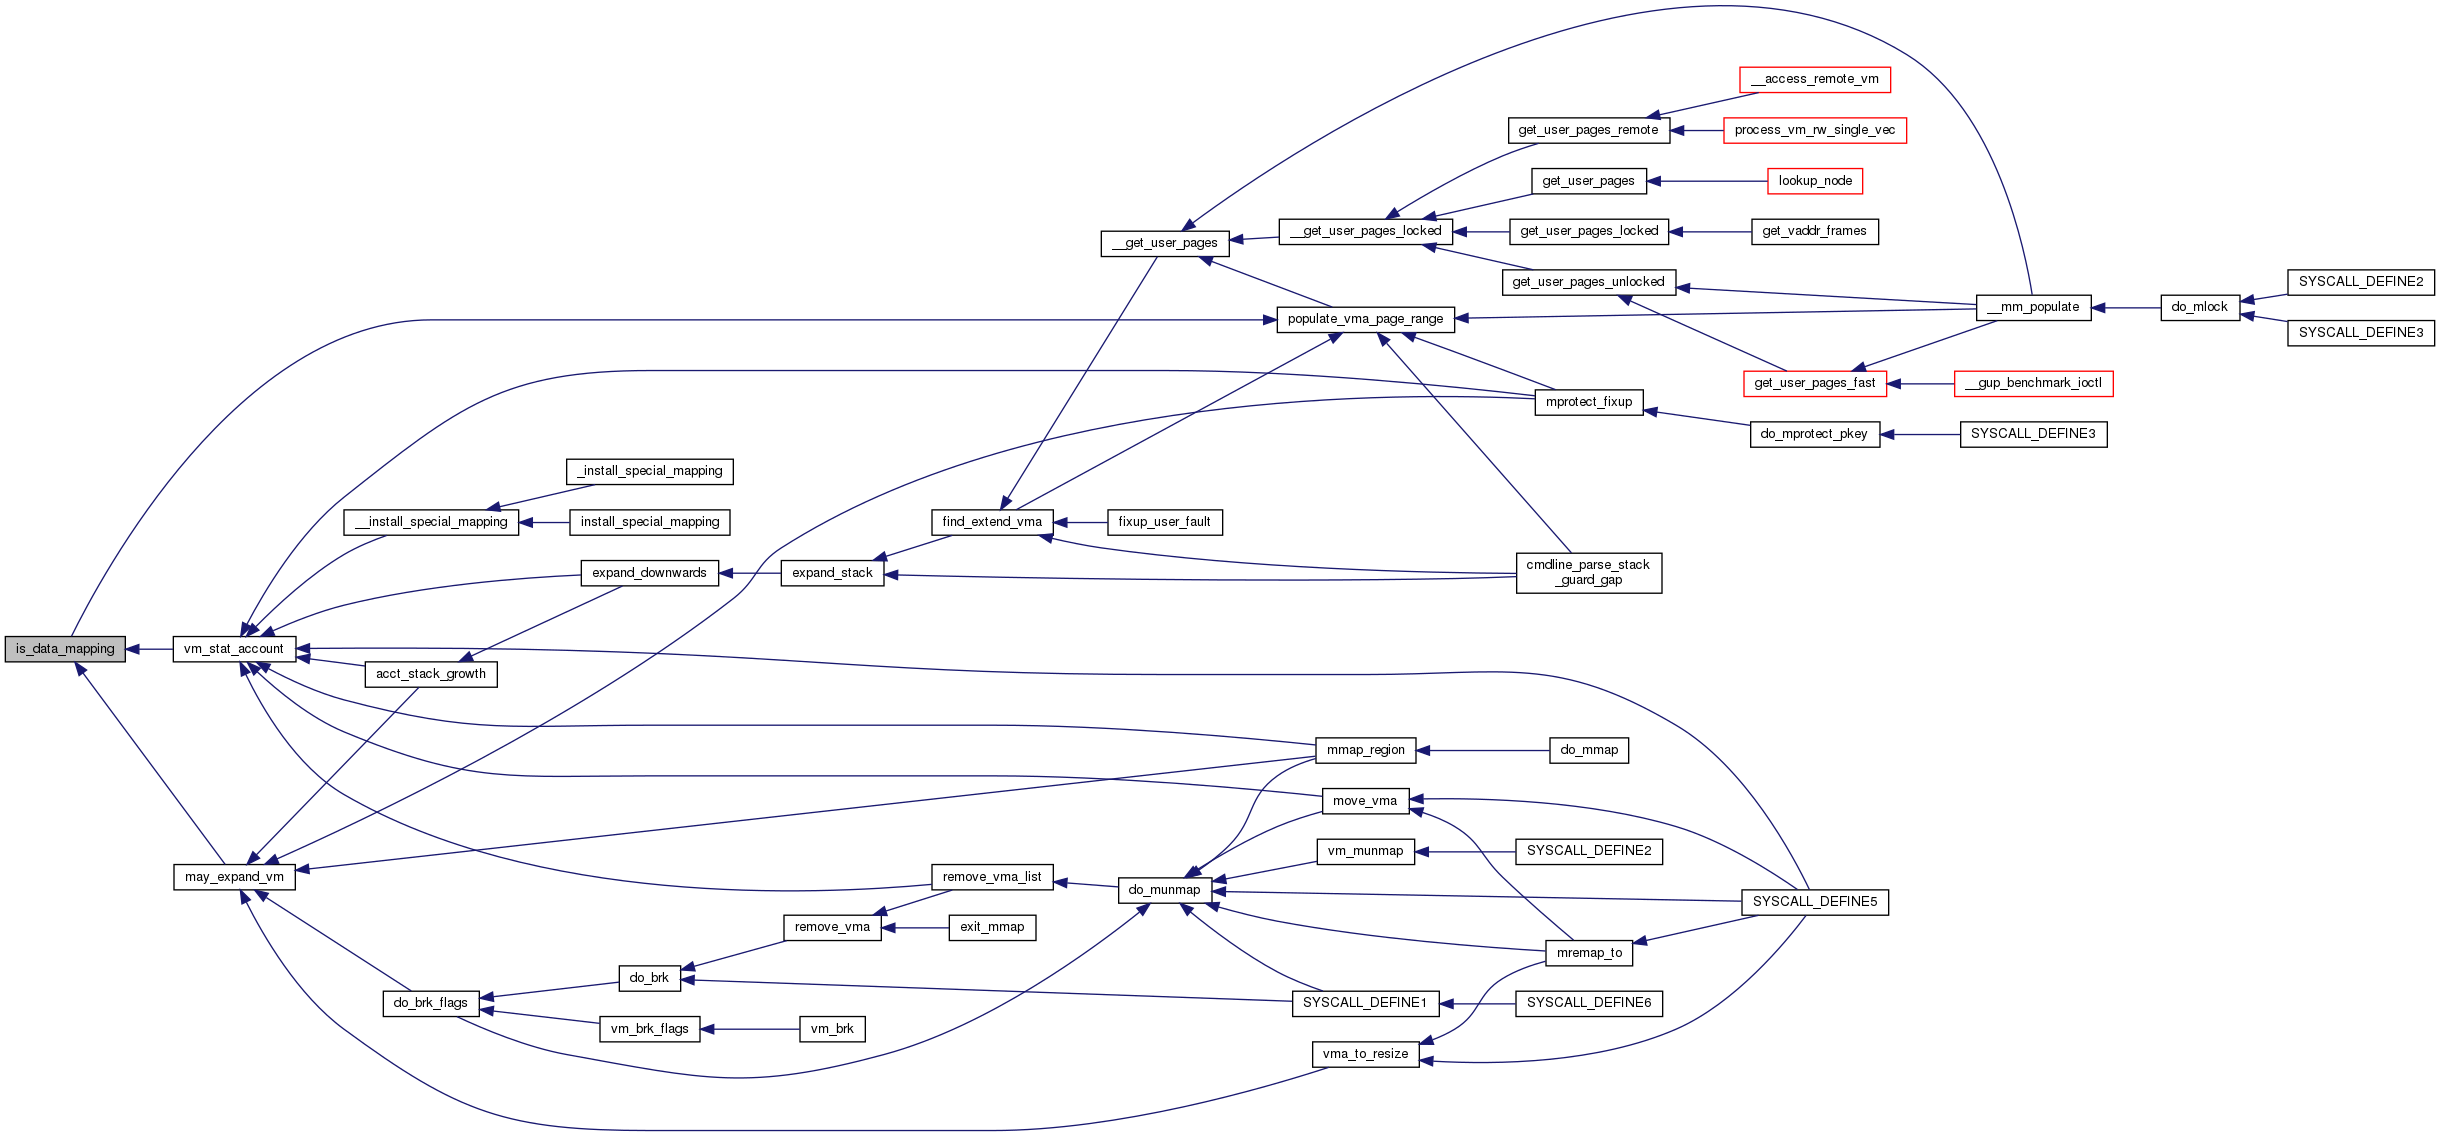 __access_remote_vm
get_user_pages_remote
process_vm_rw_single_vec
get_user_pages
lookup_node
__get_user_pages
__get_user_pages_locked
get_user_pages_locked
get_vaddr_frames
get_user_pages_unlocked
SYSCALL_DEFINE2
populate_vma_page_range
__mm_populate
do_mlock
SYSCALL_DEFINE3
get_user_pages_fast
__gup_benchmark_ioctl
mprotect_fixup
do_mprotect_pkey
SYSCALL_DEFINE3
_install_special_mapping
__install_special_mapping
install_special_mapping
find_extend_vma
fixup_user_fault
expand_downwards
expand_stack
cmdline_parse_stack
_guard_gap
is_data_mapping
vm_stat_account
acct_stack_growth
mmap_region
do_mmap
move_vma
vm_munmap
SYSCALL_DEFINE2
may_expand_vm
remove_vma_list
do_munmap
SYSCALL_DEFINE5
remove_vma
exit_mmap
mremap_to
do_brk
do_brk_flags
SYSCALL_DEFINE1
SYSCALL_DEFINE6
vm_brk_flags
vm_brk
vma_to_resize